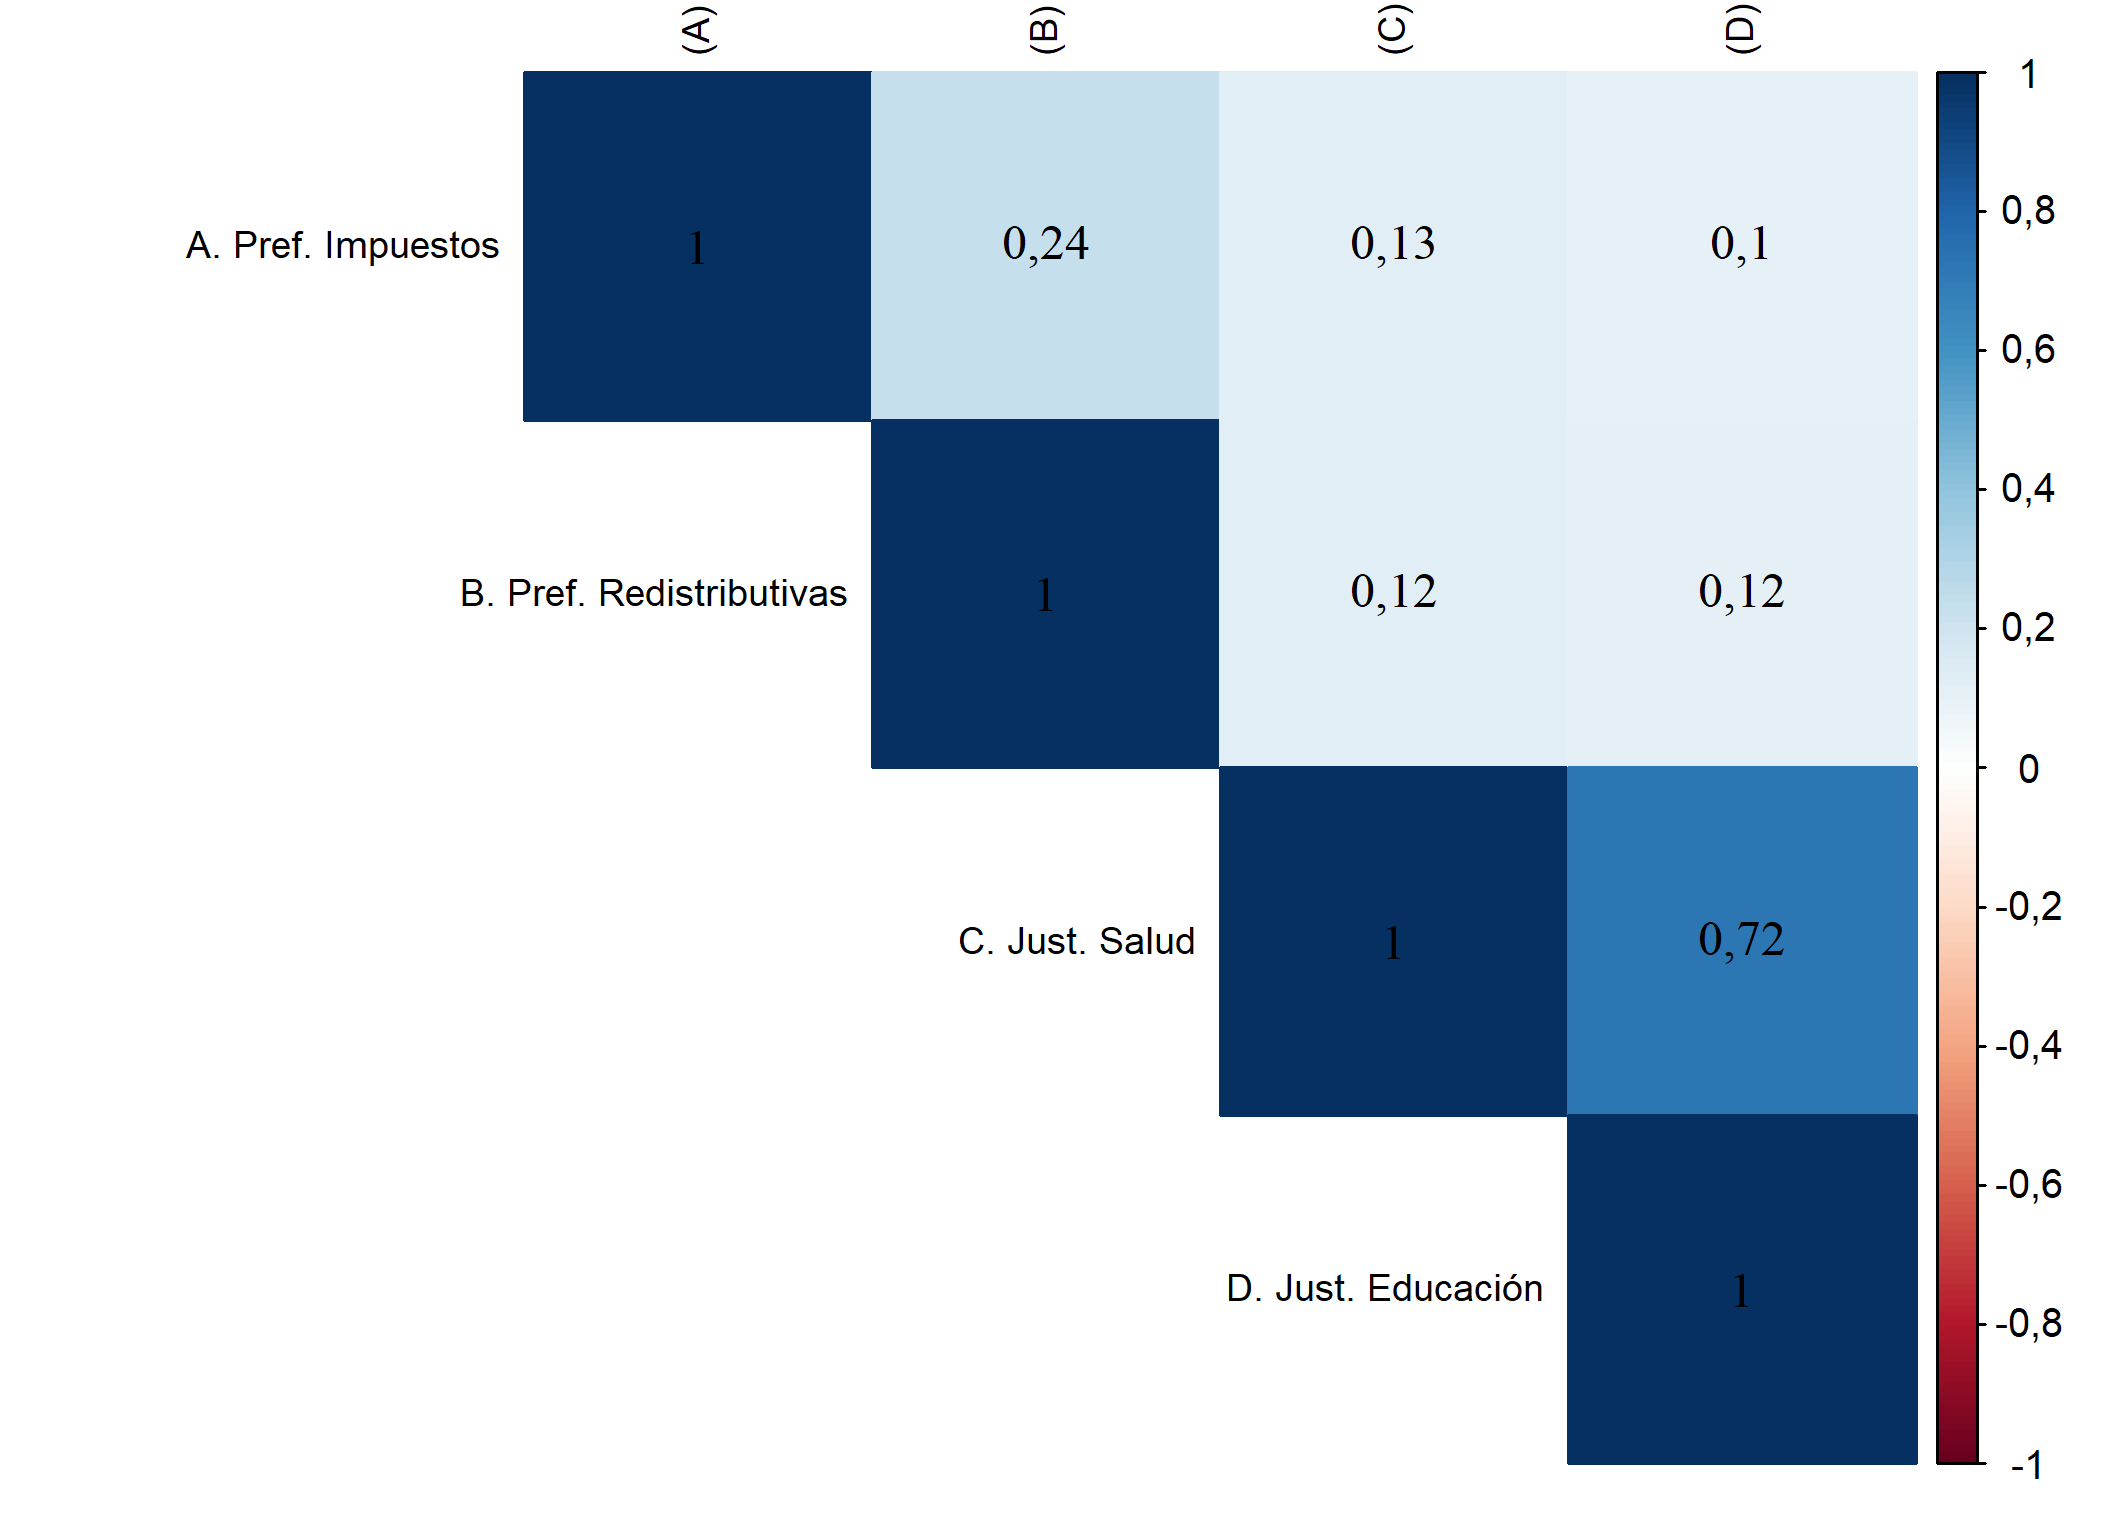 (A) (B) (C) (D)
A. Pref. Impuestos 1 0,24 0,13 0,1
B. Pref. Redistributivas 1 0,12 0,12
C. Just. Salud 1 0,72
D. Just. Educación 1
1
0,8
0,6
0,4
0,2
0
-0,2
-0,4
-0,6
-0,8
-1